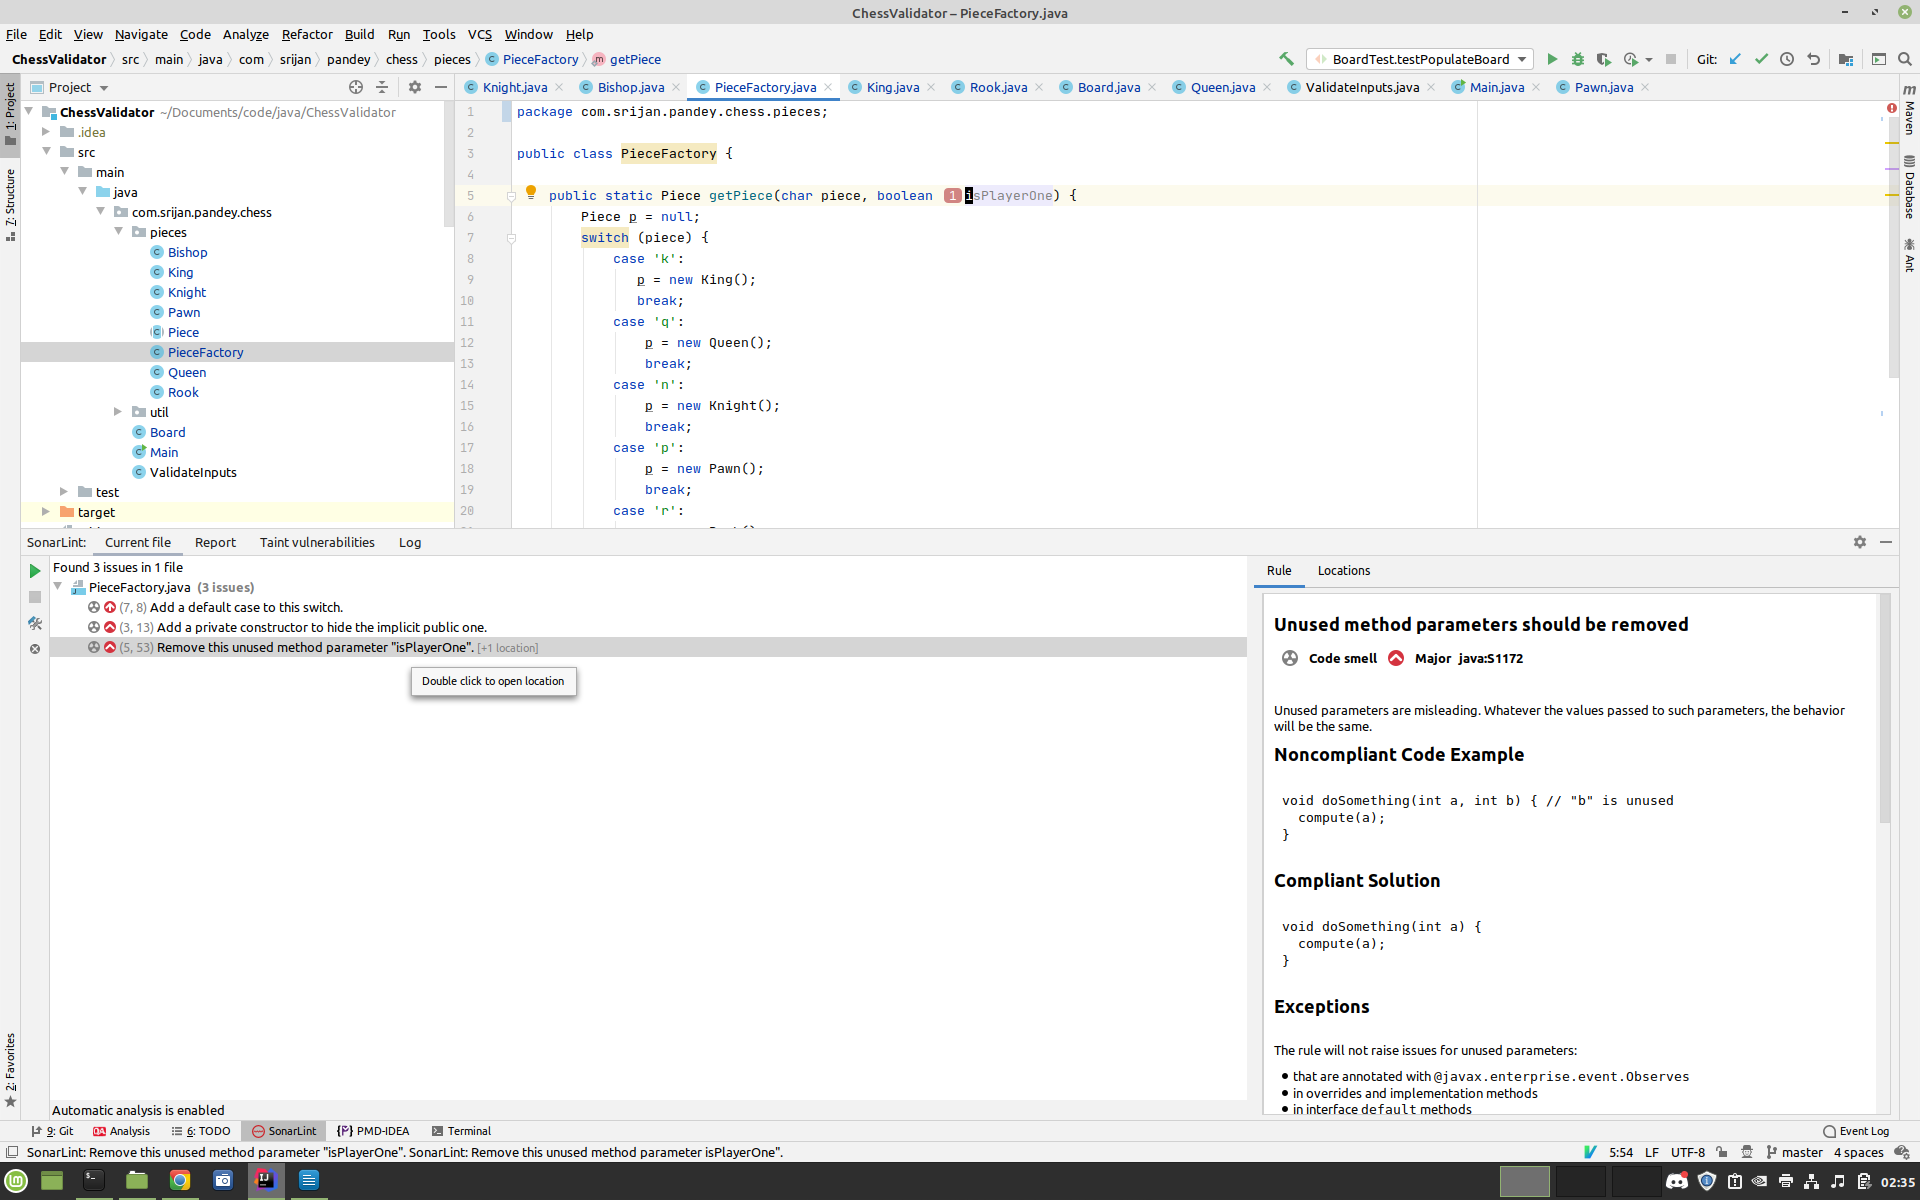 ChessValidator – PieceFactory.java
File Edit View Navigate Code Analyze Refactor Build Run Tools VCS Window Help
ChessValidator src main java com srijan pandey chess pieces PieceFactory getPiece
BoardTest.testPopulateBoard
Git:
1: Project
7: Structure
2: Favorites
Project
ChessValidator ~/Documents/code/java/ChessValidator
.idea
src
main
java
com.srijan.pandey.chess
pieces
Bishop
King
Knight
Pawn
Piece
PieceFactory
Queen
Rook
util
Board
Main
ValidateInputs
test
target
Knight.java Bishop.java PieceFactory.java King.java Rook.java Board.java Queen.java ValidateInputs.java Main.java Pawn.java
1 package com.srijan.pandey.chess.pieces;
2
3 public class PieceFactory {
4
5 public static Piece getPiece(char piece, boolean 1 isPlayerOne) {
6 Piece p = null;
7 switch (piece) {
8 case 'k':
9 p = new King();
10 break;
11 case 'q':
12 p = new Queen();
13 break;
14 case 'n':
15 p = new Knight();
16 break;
17 case 'p':
18 p = new Pawn();
19 break;
20 case 'r':
Maven
Database
Ant
SonarLint: Current file Report Taint vulnerabilities Log
Found 3 issues in 1 file
PieceFactory.java (3 issues)
(7, 8) Add a default case to this switch.
(3, 13) Add a private constructor to hide the implicit public one.
(5, 53) Remove this unused method parameter "isPlayerOne". [+1 location]
Double click to open location
Automatic analysis is enabled
Rule Locations
Unused method parameters should be removed
Code smell Major java:S1172
Unused parameters are misleading. Whatever the values passed to such parameters, the behavior
will be the same.
Noncompliant Code Example
void doSomething(int a, int b) { // "b" is unused
compute(a);
}
Compliant Solution
void doSomething(int a) {
compute(a);
}
Exceptions
The rule will not raise issues for unused parameters:
• that are annotated with @javax.enterprise.event.Observes
• in overrides and implementation methods
• in interface default methods
9: Git Analysis 6: TODO SonarLint PMD-IDEA Terminal Event Log
SonarLint: Remove this unused method parameter "isPlayerOne". SonarLint: Remove this unused method parameter isPlayerOne".
5:54 LF UTF-8 master 4 spaces
02:35